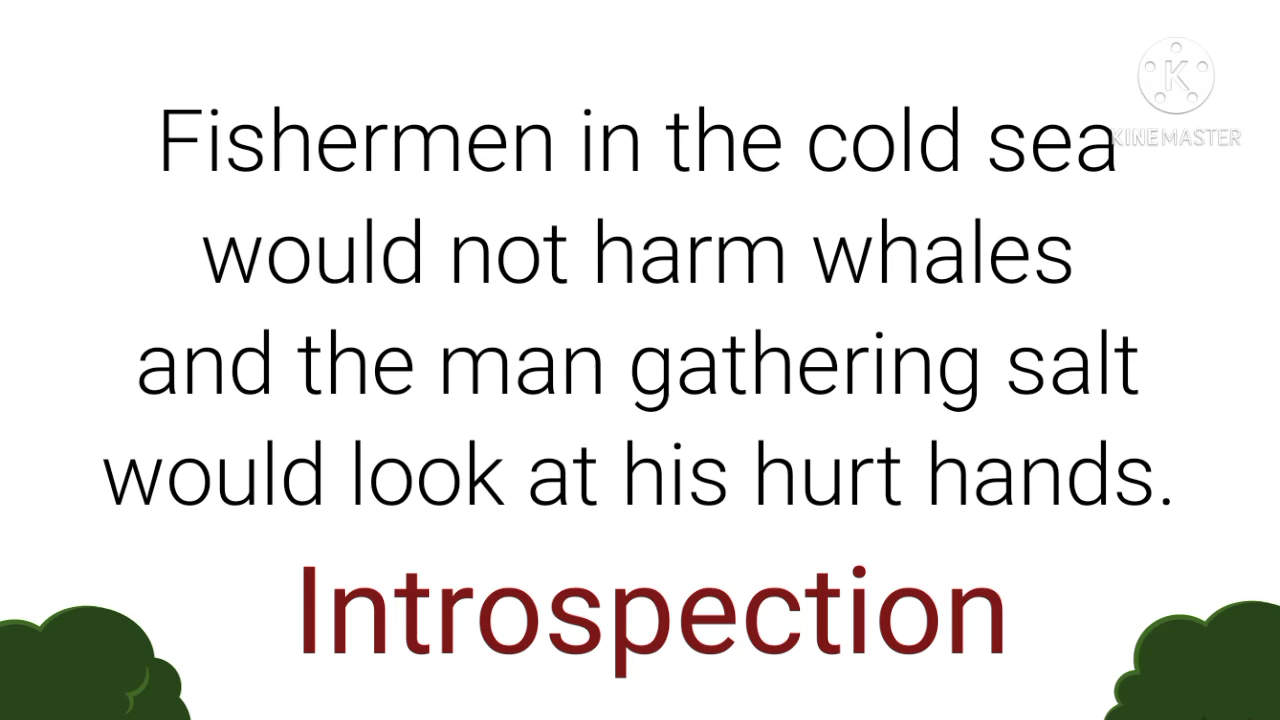 Fishermen in the cold sea
would not harm whales
and the man gathering salt
would look at his hurt hands.
Introspection
K
KINEMASTER